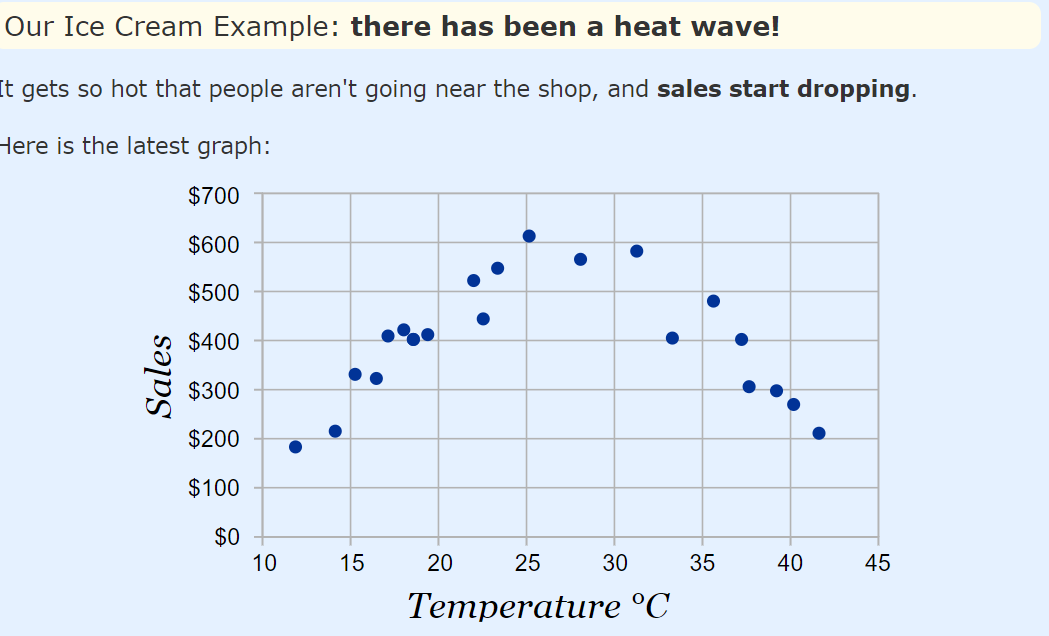 Our Ice Cream Example: there has been a heat wave!
It gets so hot that people aren't going near the shop, and sales start dropping.
Here is the latest graph:
$700
$600
$500
$400
$300
$200
$100
$0
Sales
10 15 20 25 30 35 40 45
Temperature °C